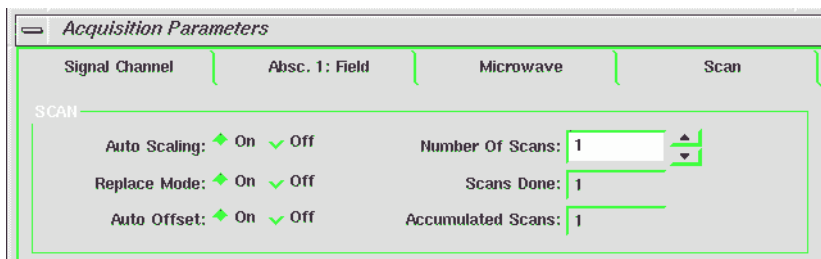 Acquisition Parameters
Signal Channel Absc. 1: Field Microwave Scan
SCAN
Auto Scaling: On Off Number Of Scans: 1
Replace Mode: On Off Scans Done: 1
Auto Offset: On Off Accumulated Scans: 1